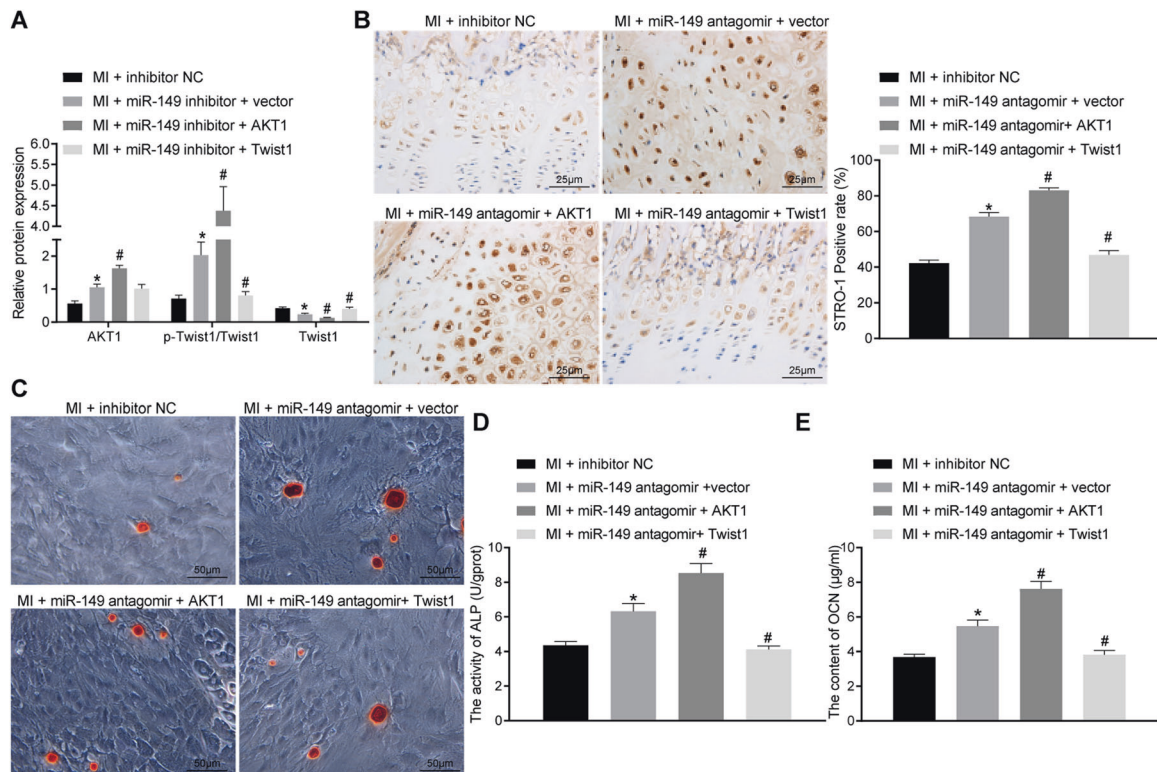 A
MI + inhibitor NC
MI + miR-149 inhibitor + vector
MI + miR-149 inhibitor + AKT1
MI + miR-149 inhibitor + Twist1
Relative protein expression
6.0
5.5
5.0
4.5
4.0
2
1
0
*
#
*
#
#
*
#
#
AKT1
p-Twist1/Twist1
Twist1
B
MI + inhibitor NC
MI + miR-149 antagomir + vector
25μm
25μm
MI + miR-149 antagomir + AKT1
MI + miR-149 antagomir + Twist1
25μm
25μm
MI + inhibitor NC
MI + miR-149 antagomir + vector
MI + miR-149 antagomir+ AKT1
MI + miR-149 antagomir + Twist1
STRO-1 Positive rate (%)
100
80
60
40
20
0
*
#
#
C
MI + inhibitor NC
MI + miR-149 antagomir + vector
50μm
50μm
MI + miR-149 antagomir + AKT1
MI + miR-149 antagomir+ Twist1
50μm
50μm
D
MI + inhibitor NC
MI + miR-149 antagomir +vector
MI + miR-149 antagomir + AKT1
MI + miR-149 antagomir+ Twist1
The activity of ALP (U/gprot)
10
8
6
4
2
0
*
#
#
E
MI + inhibitor NC
MI + miR-149 antagomir + vector
MI + miR-149 antagomir + AKT1
MI + miR-149 antagomir + Twist1
The content of OCN (μg/ml)
10
8
6
4
2
0
*
#
#